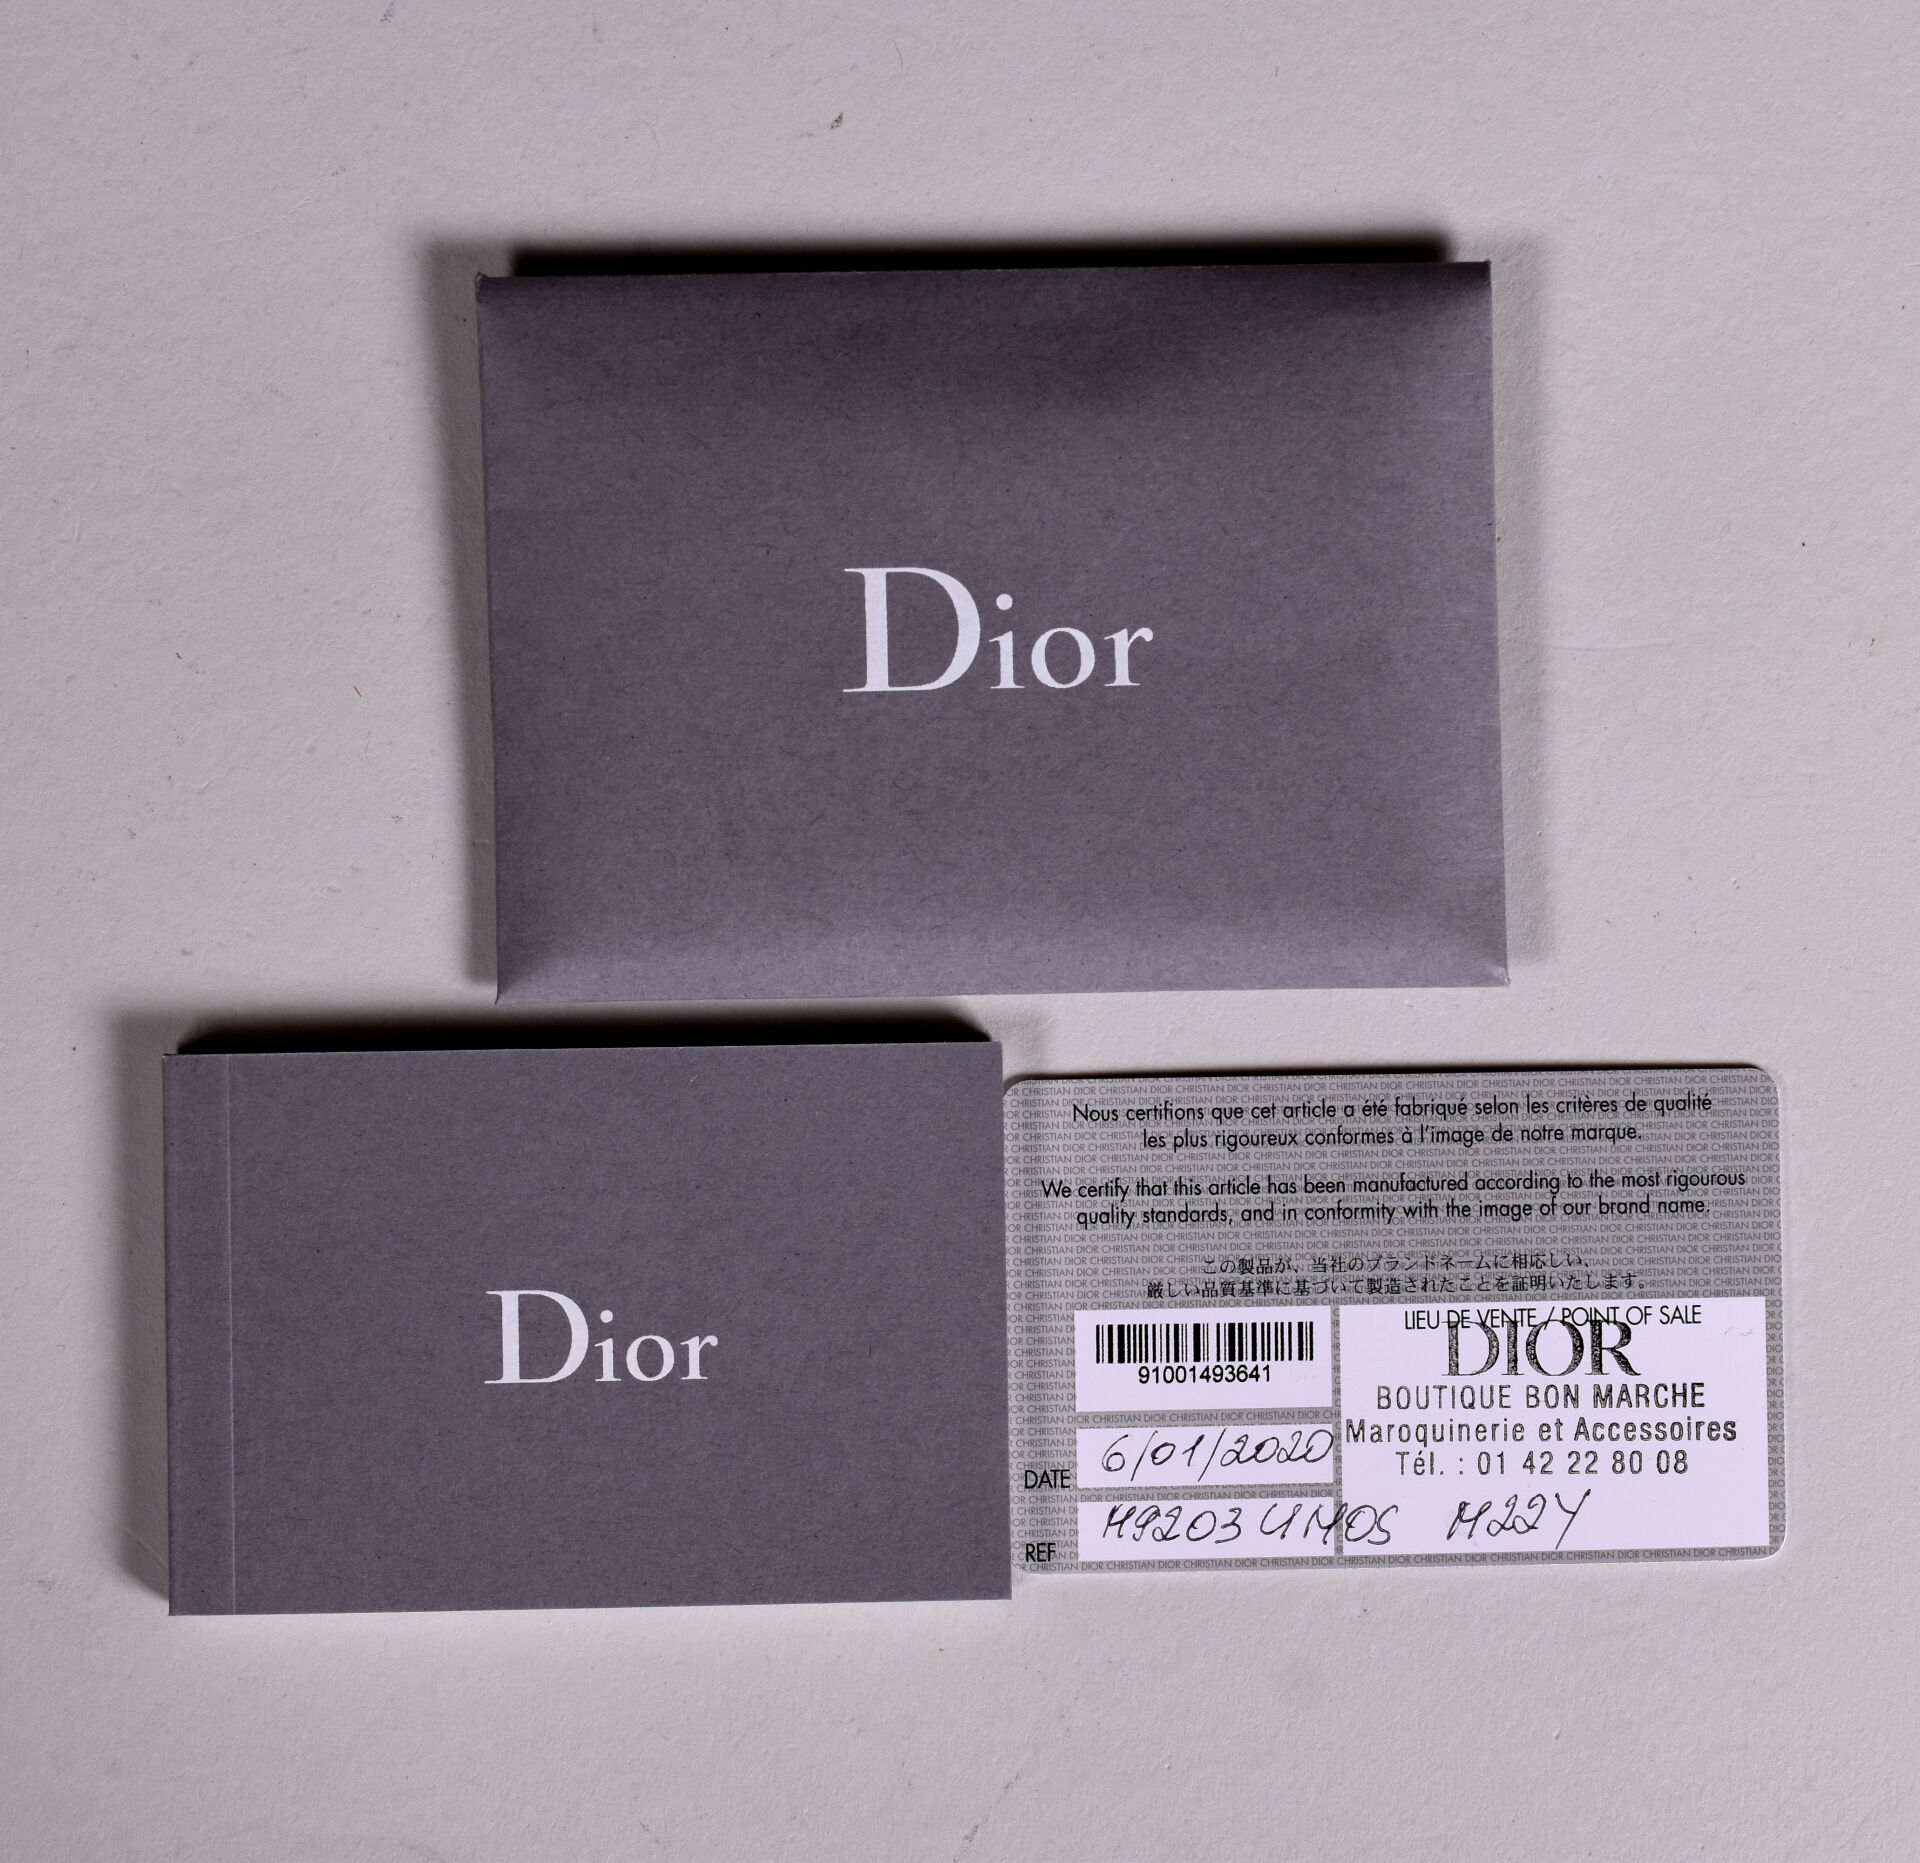 Dior
Dior
Nous certifions que cet article a été fabriqué selon les critères de qualité
les plus rigoureux conformes à l'image de notre marque.
We certify that this article has been manufactured according to the most rigourous
quality standards, and in conformity with the image of our brand name.
この製品が、当社のブランドネームに相応しい、
厳しい品質基準に基づいて製造されたことを証明いたします。
91001493641
LIEU DE VENTE / POINT OF SALE
DIOR
BOUTIQUE BON MARCHE
Maroquinerie et Accessoires
Tél. : 01 42 22 80 08
DATE 6/01/2020
REF M9203UMOS M22Y